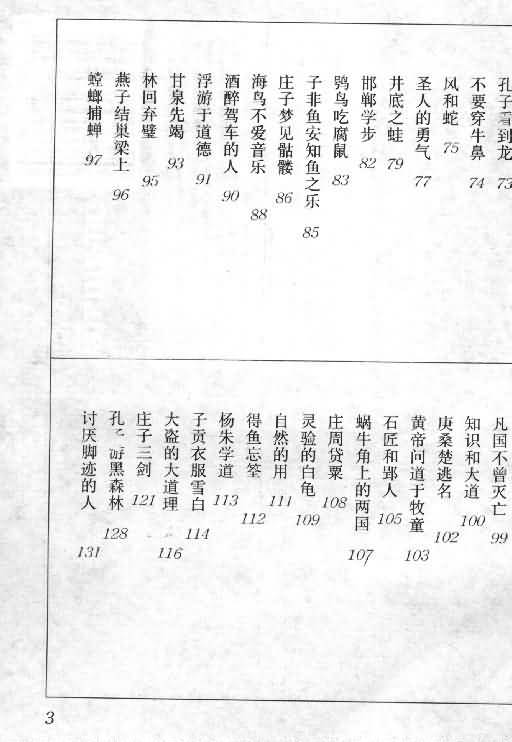 孔子看到龙 73
不要穿牛鼻 74
风和蛇 75
圣人的勇气 77
井底之蛙 79
邯郸学步 82
鸮鸟吃腐鼠 83
子非鱼安知鱼之乐 85
庄子梦见骷髅 86
海鸟不爱音乐 88
酒醉驾车的人 90
浮游于道德 91
甘泉先竭 93
林回弃璧 95
燕子结巢梁上 96
螳螂捕蝉 97
凡国不曾灭亡 99
知识和大道 100
庚桑楚逃名 102
黄帝问道于牧童 103
石匠和郢人 105
蜗牛角上的两国 107
庄周贷粟 108
灵验的白龟 109
自然的用 111
得鱼忘筌 112
杨朱学道 113
子贡衣服雪白 114
大盗的大道理 116
庄子三剑 121
孔子游黑森林 128
讨厌脚迹的人 131
3